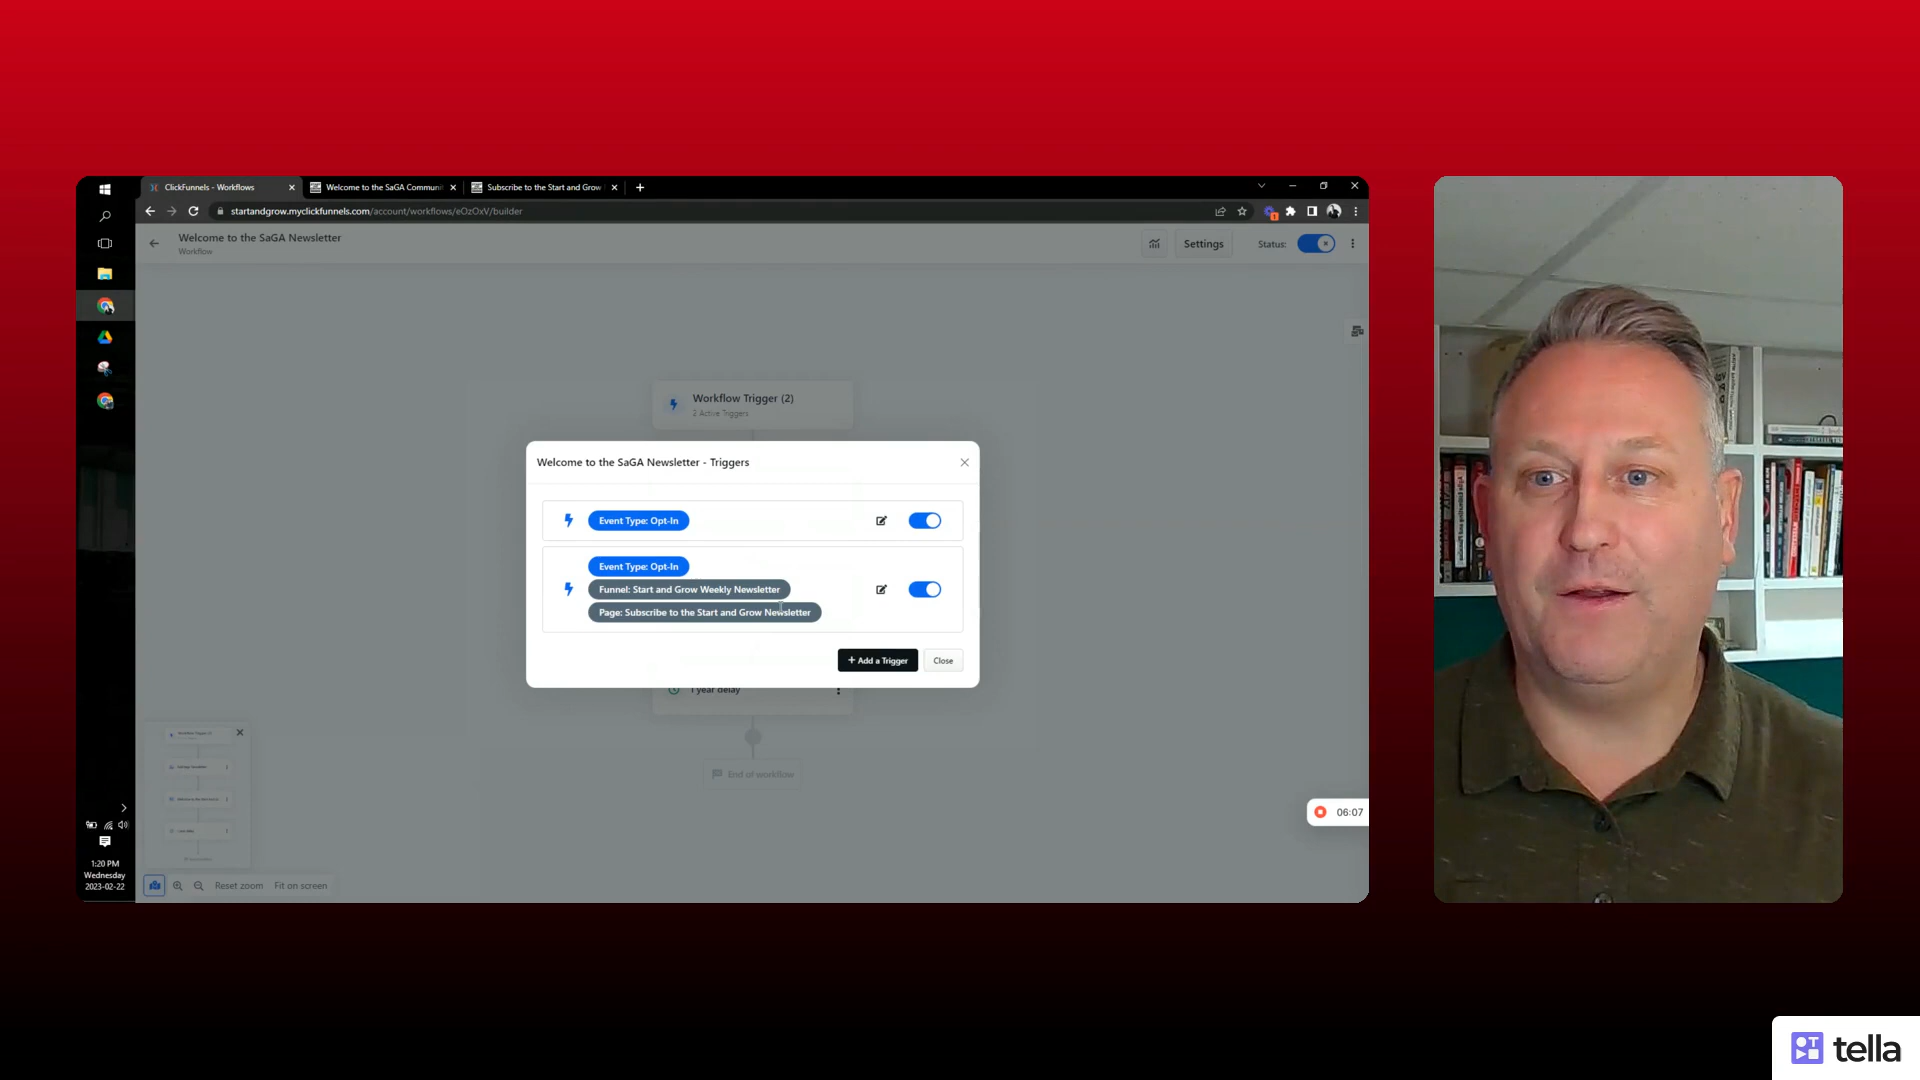 ClickFunnels - Workflows
Welcome to the SaGA Communi
Subscribe to the Start and Grow
startandgrow.myclickfunnels.com/account/workflows/eOzOxV/builder
Welcome to the SaGA Newsletter
Workflow
Settings
Status:
Workflow Trigger (2)
2 Active Triggers
Welcome to the SaGA Newsletter - Triggers
Event Type: Opt-In
Event Type: Opt-In
Funnel: Start and Grow Weekly Newsletter
Page: Subscribe to the Start and Grow Newsletter
+ Add a Trigger
Close
1 year delay
End of workflow
06:07
1:20 PM
Wednesday
2023-02-22
Reset zoom
Fit on screen
tella